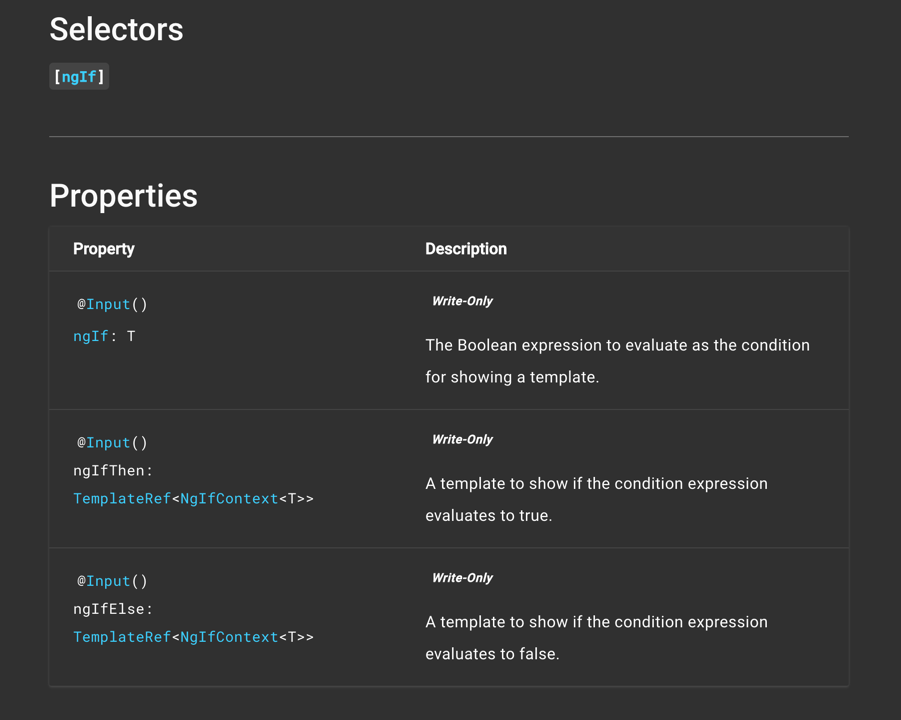 Selectors
[ngIf]
Properties
Property Description
@Input()
ngIf: T
Write-Only
The Boolean expression to evaluate as the condition
for showing a template.
@Input()
ngIfThen:
TemplateRef<NgIfContext<T>>
Write-Only
A template to show if the condition expression
evaluates to true.
@Input()
ngIfElse:
TemplateRef<NgIfContext<T>>
Write-Only
A template to show if the condition expression
evaluates to false.